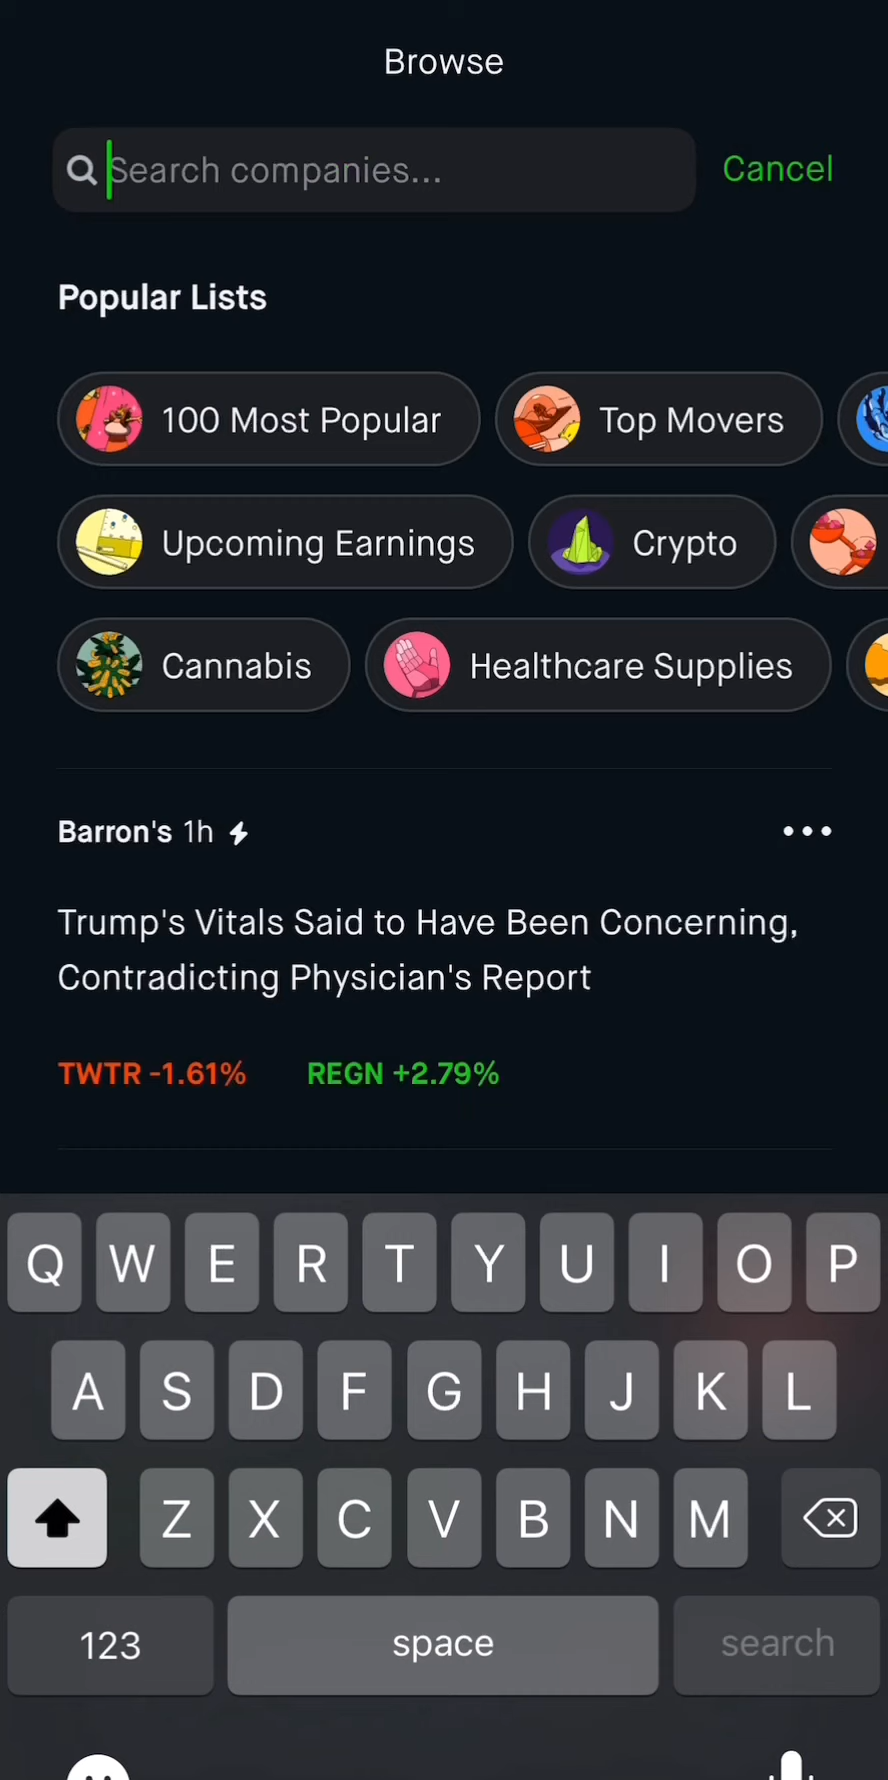 Browse
Search companies...
Cancel
Popular Lists
100 Most Popular
Top Movers
Upcoming Earnings
Crypto
Cannabis
Healthcare Supplies
Barron's 1h
Trump's Vitals Said to Have Been Concerning,
Contradicting Physician's Report
TWTR -1.61% REGN +2.79%
Q W E R T Y U I O P
A S D F G H J K L
Z X C V B N M
123 space search